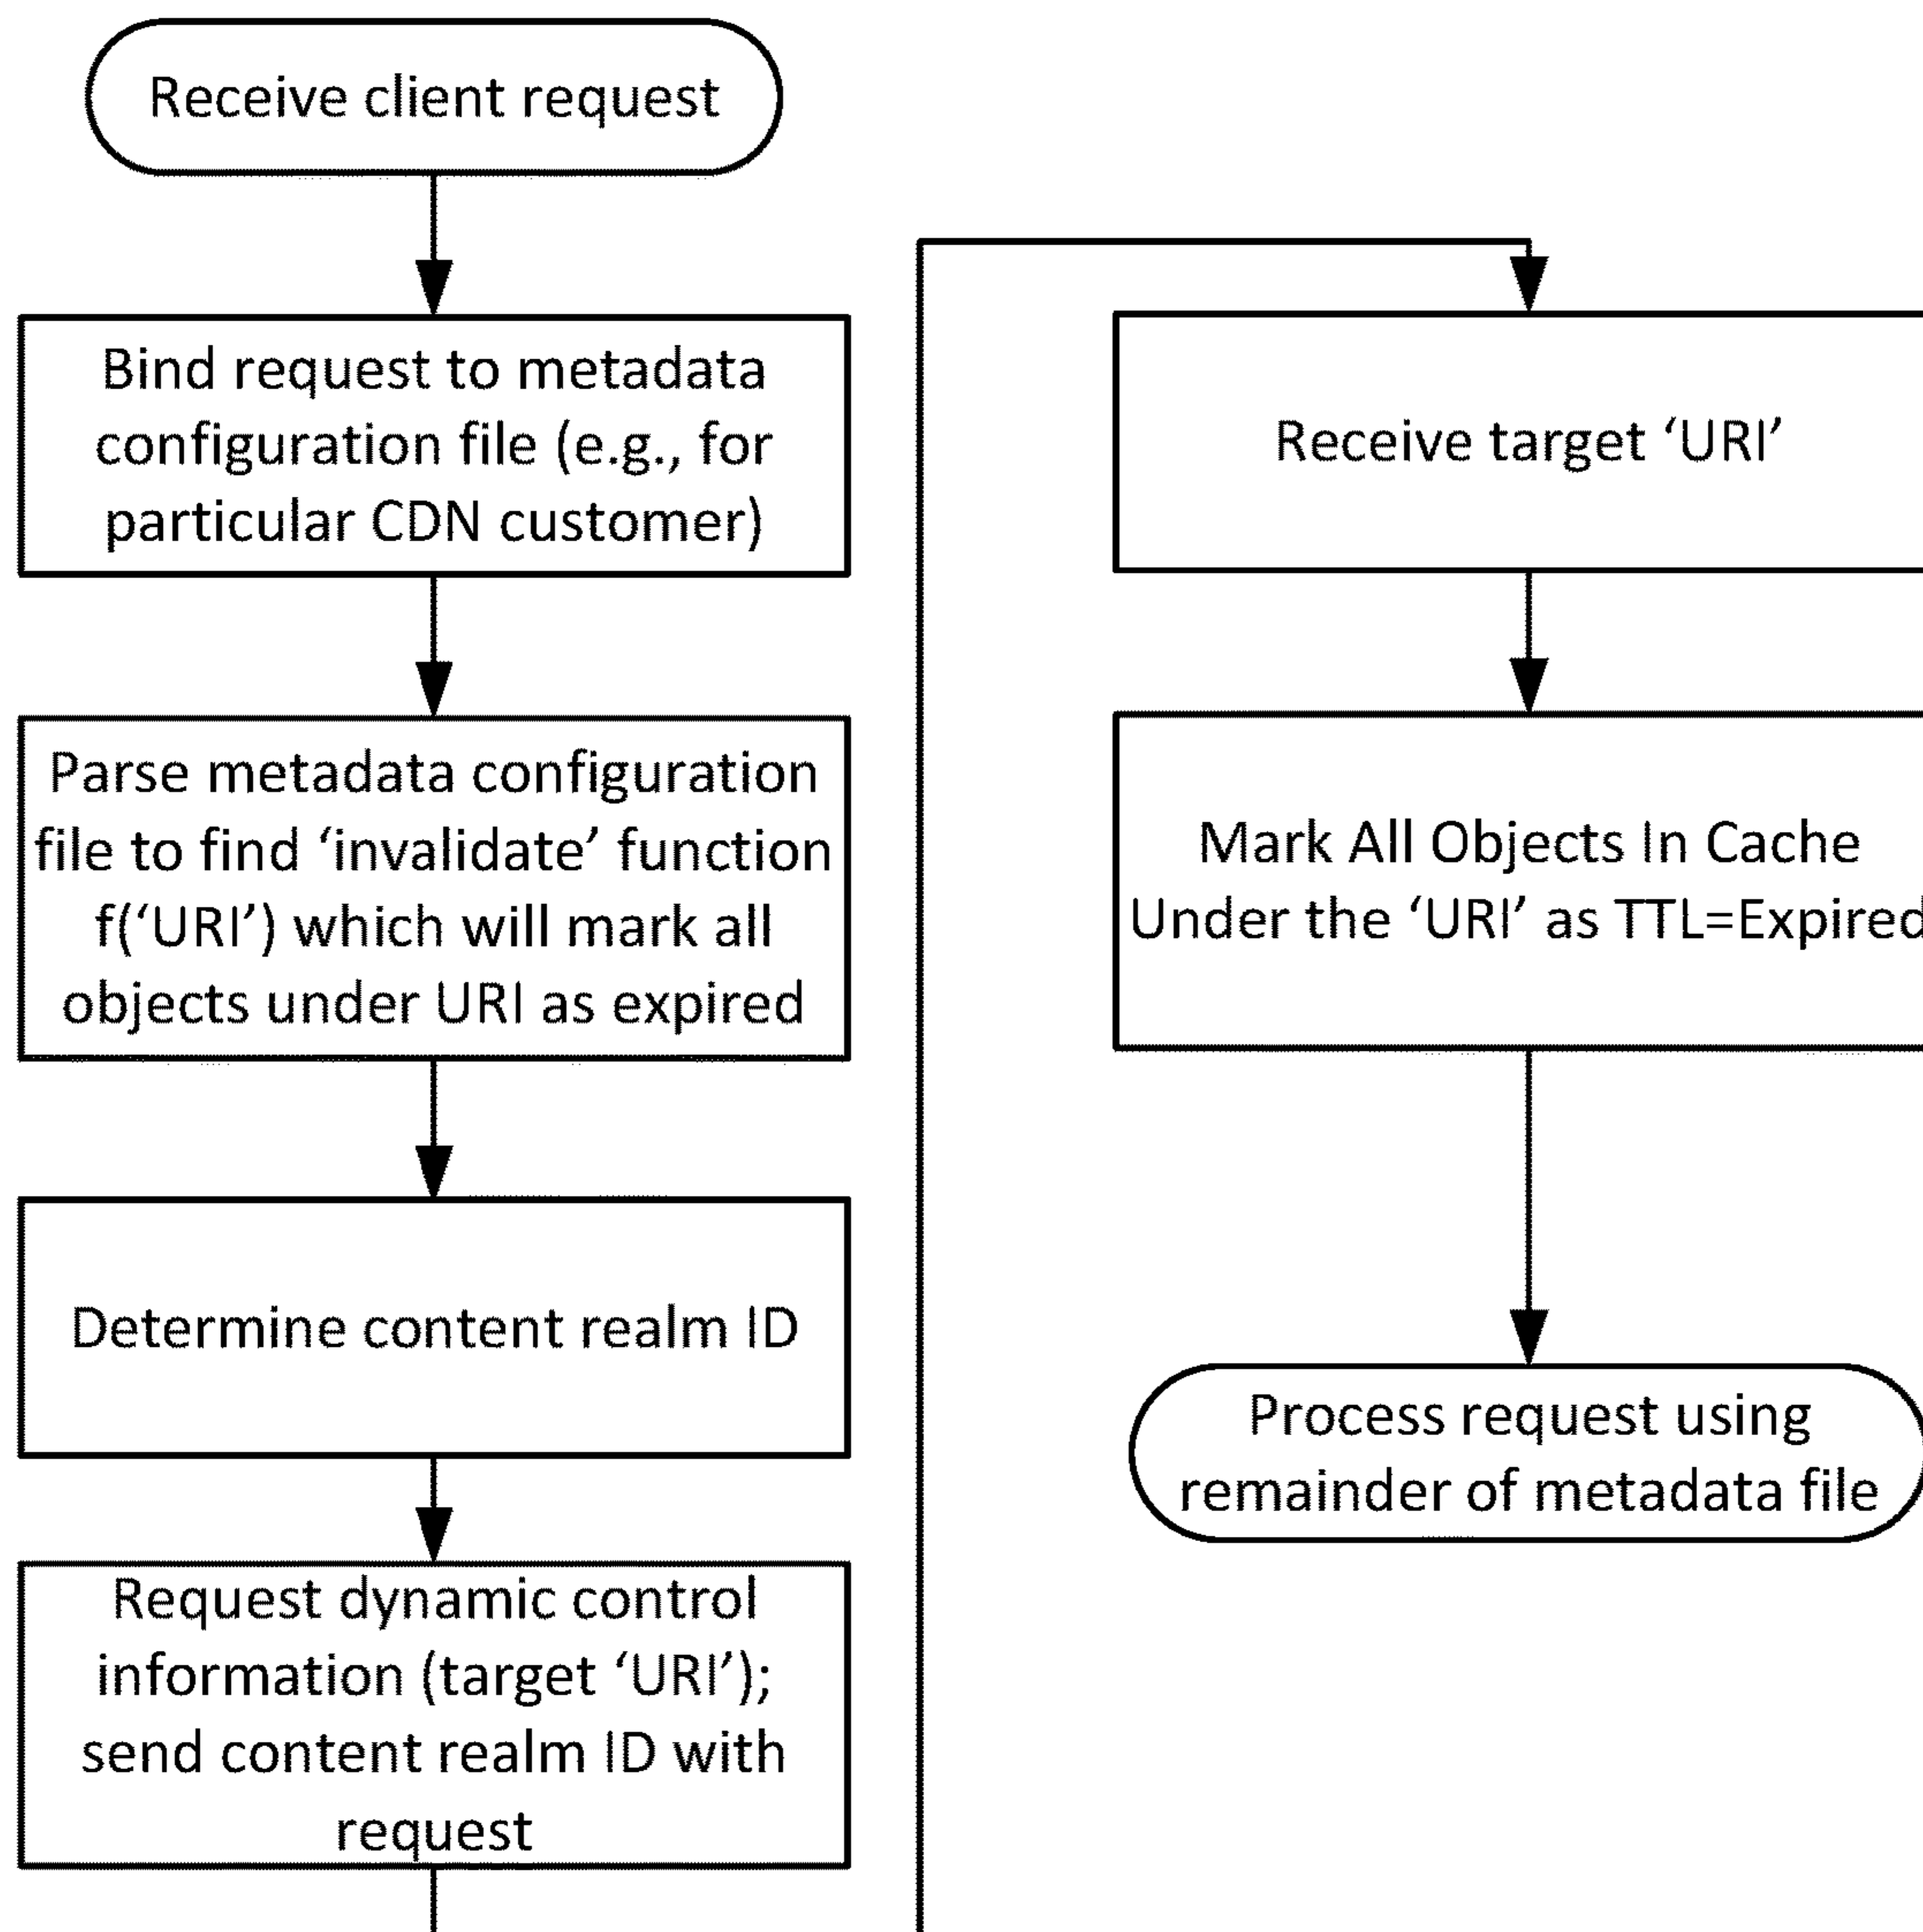 Receive client request
Bind request to metadata
configuration file (e.g., for
particular CDN customer)
Parse metadata configuration
file to find ‘invalidate’ function
f(‘URI’) which will mark all
objects under URI as expired
Determine content realm ID
Request dynamic control
information (target ‘URI’);
send content realm ID with
request
Receive target ‘URI’
Mark All Objects In Cache
Under the ‘URI’ as TTL=Expired
Process request using
remainder of metadata file